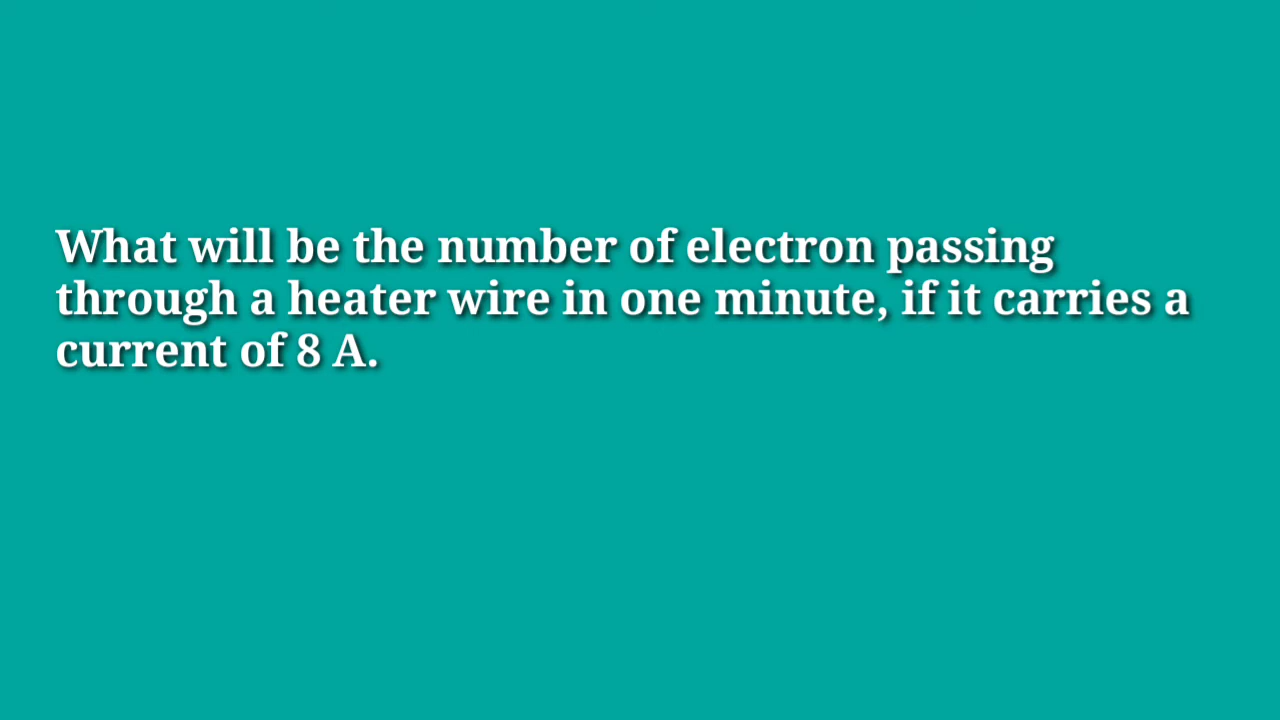 What will be the number of electron passing
through a heater wire in one minute, if it carries a
current of 8 A.